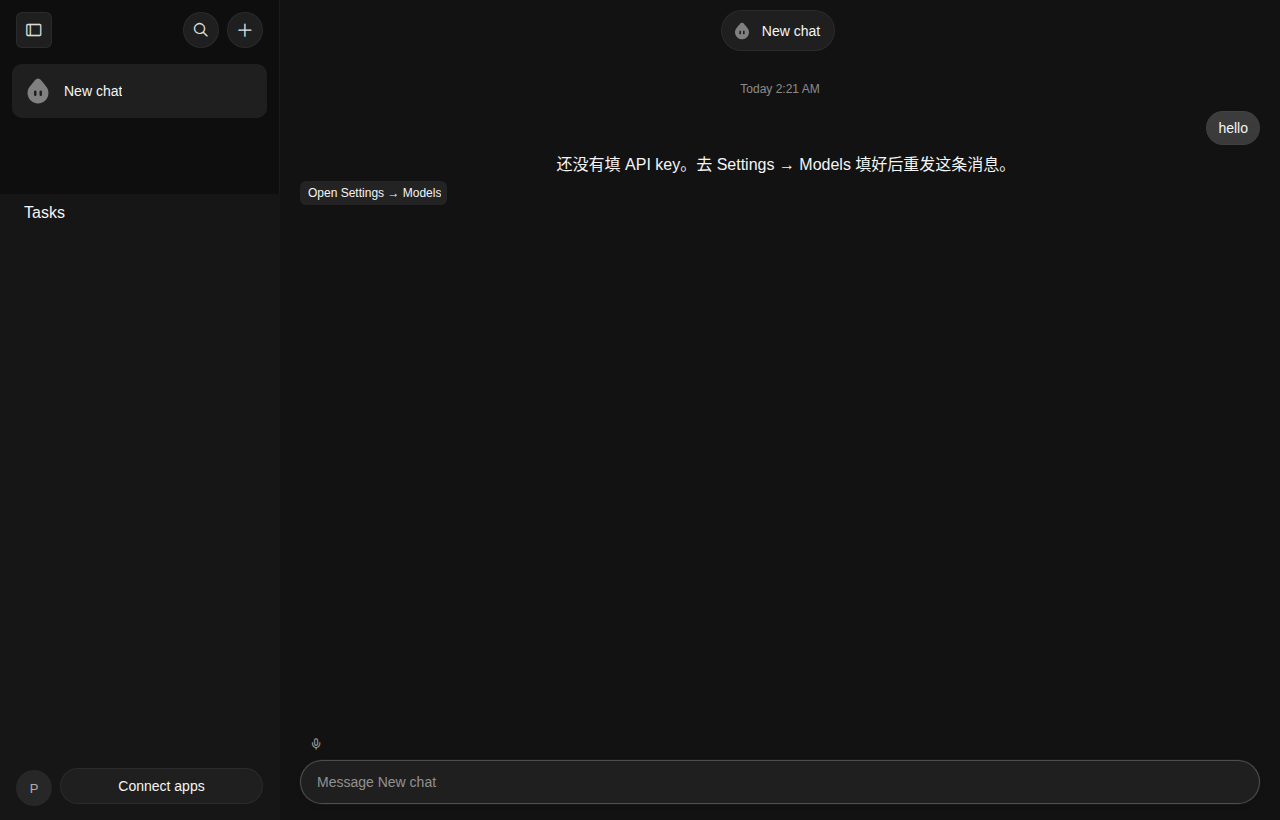 New chat
New chat
Today 2:21 AM
hello
还没有填 API key。去 Settings → Models 填好后重发这条消息。
Open Settings → Models
Tasks
P
Connect apps
Message New chat